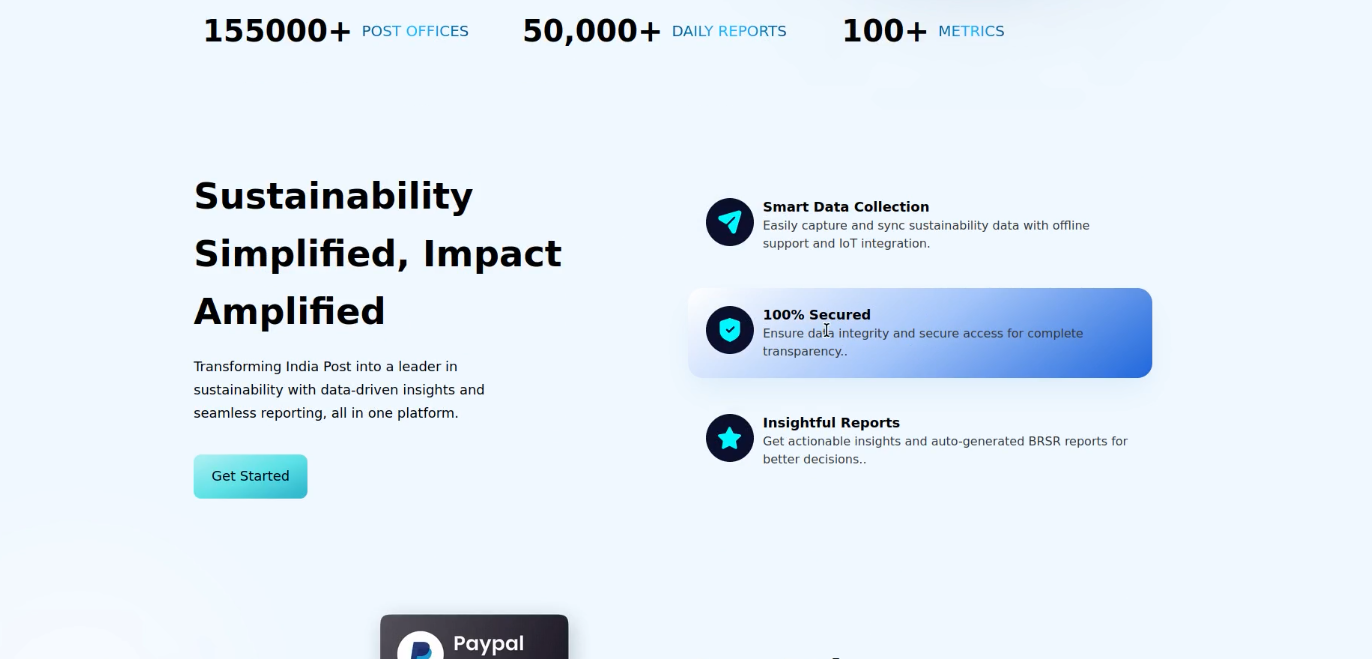 155000+ POST OFFICES 50,000+ DAILY REPORTS 100+ METRICS
Sustainability
Simplified, Impact
Amplified
Transforming India Post into a leader in
sustainability with data-driven insights and
seamless reporting, all in one platform.
Get Started
Smart Data Collection
Easily capture and sync sustainability data with offline
support and IoT integration.
100% Secured
Ensure data integrity and secure access for complete
transparency..
Insightful Reports
Get actionable insights and auto-generated BRSR reports for
better decisions..
Paypal